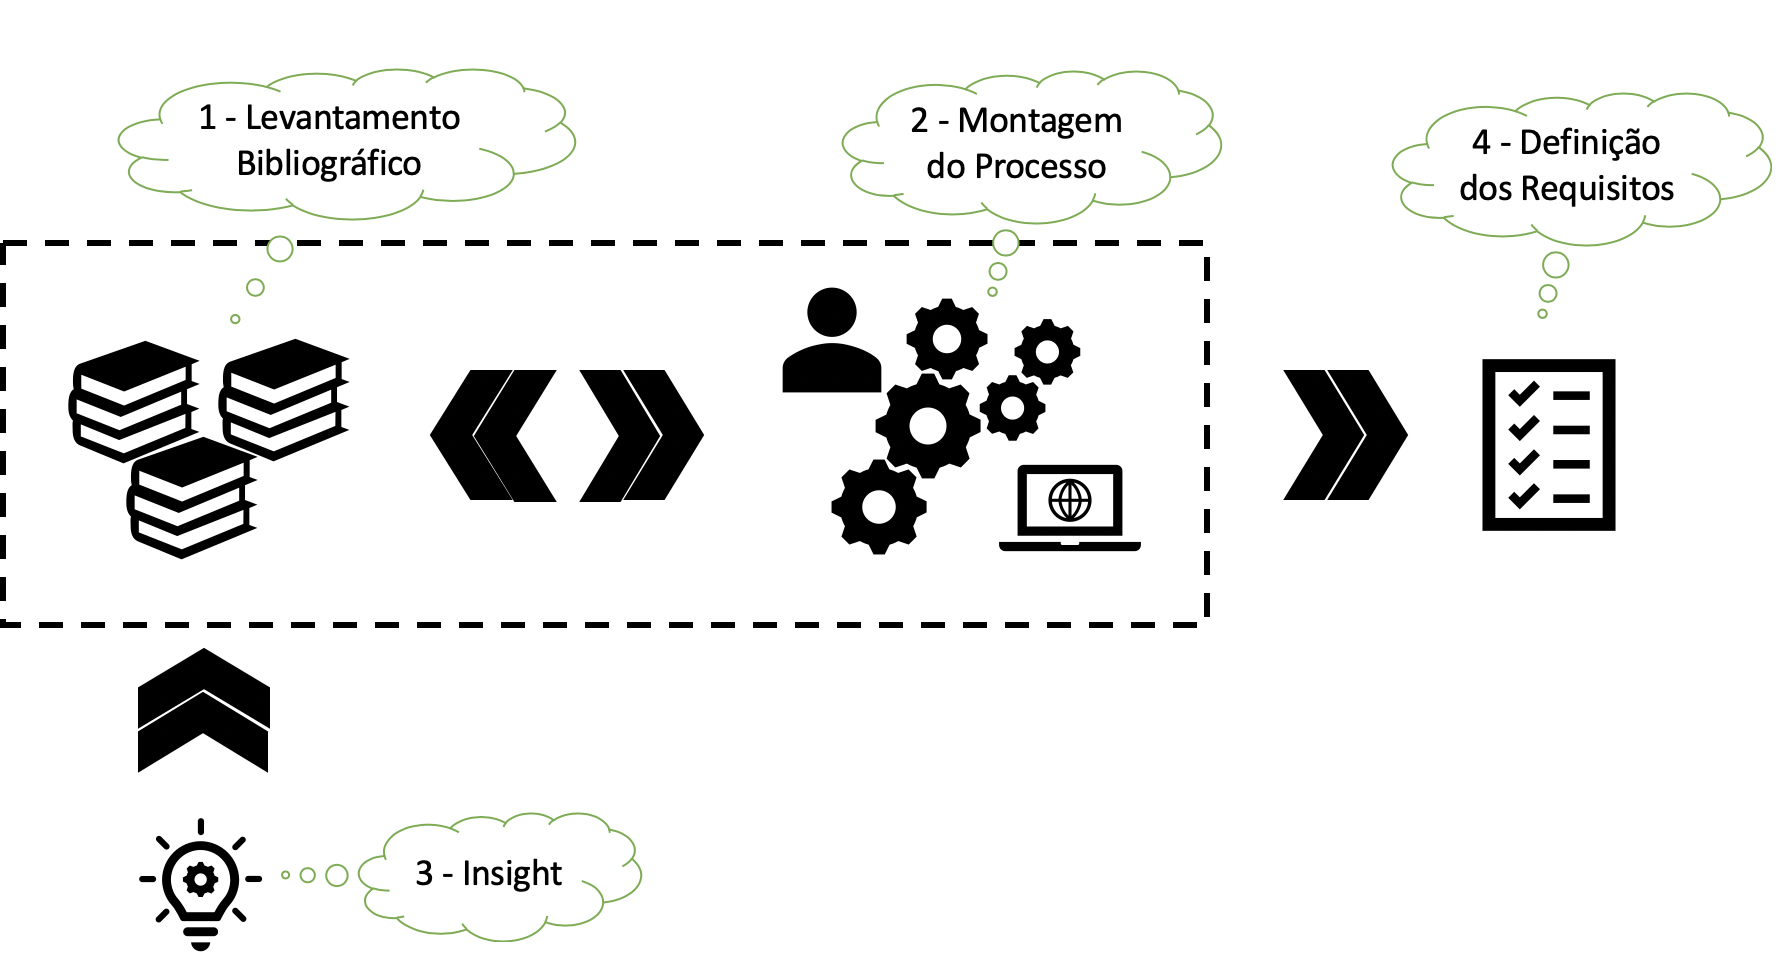 1 - Levantamento
Bibliográfico
2 - Montagem
do Processo
4 - Definição
dos Requisitos
3 - Insight